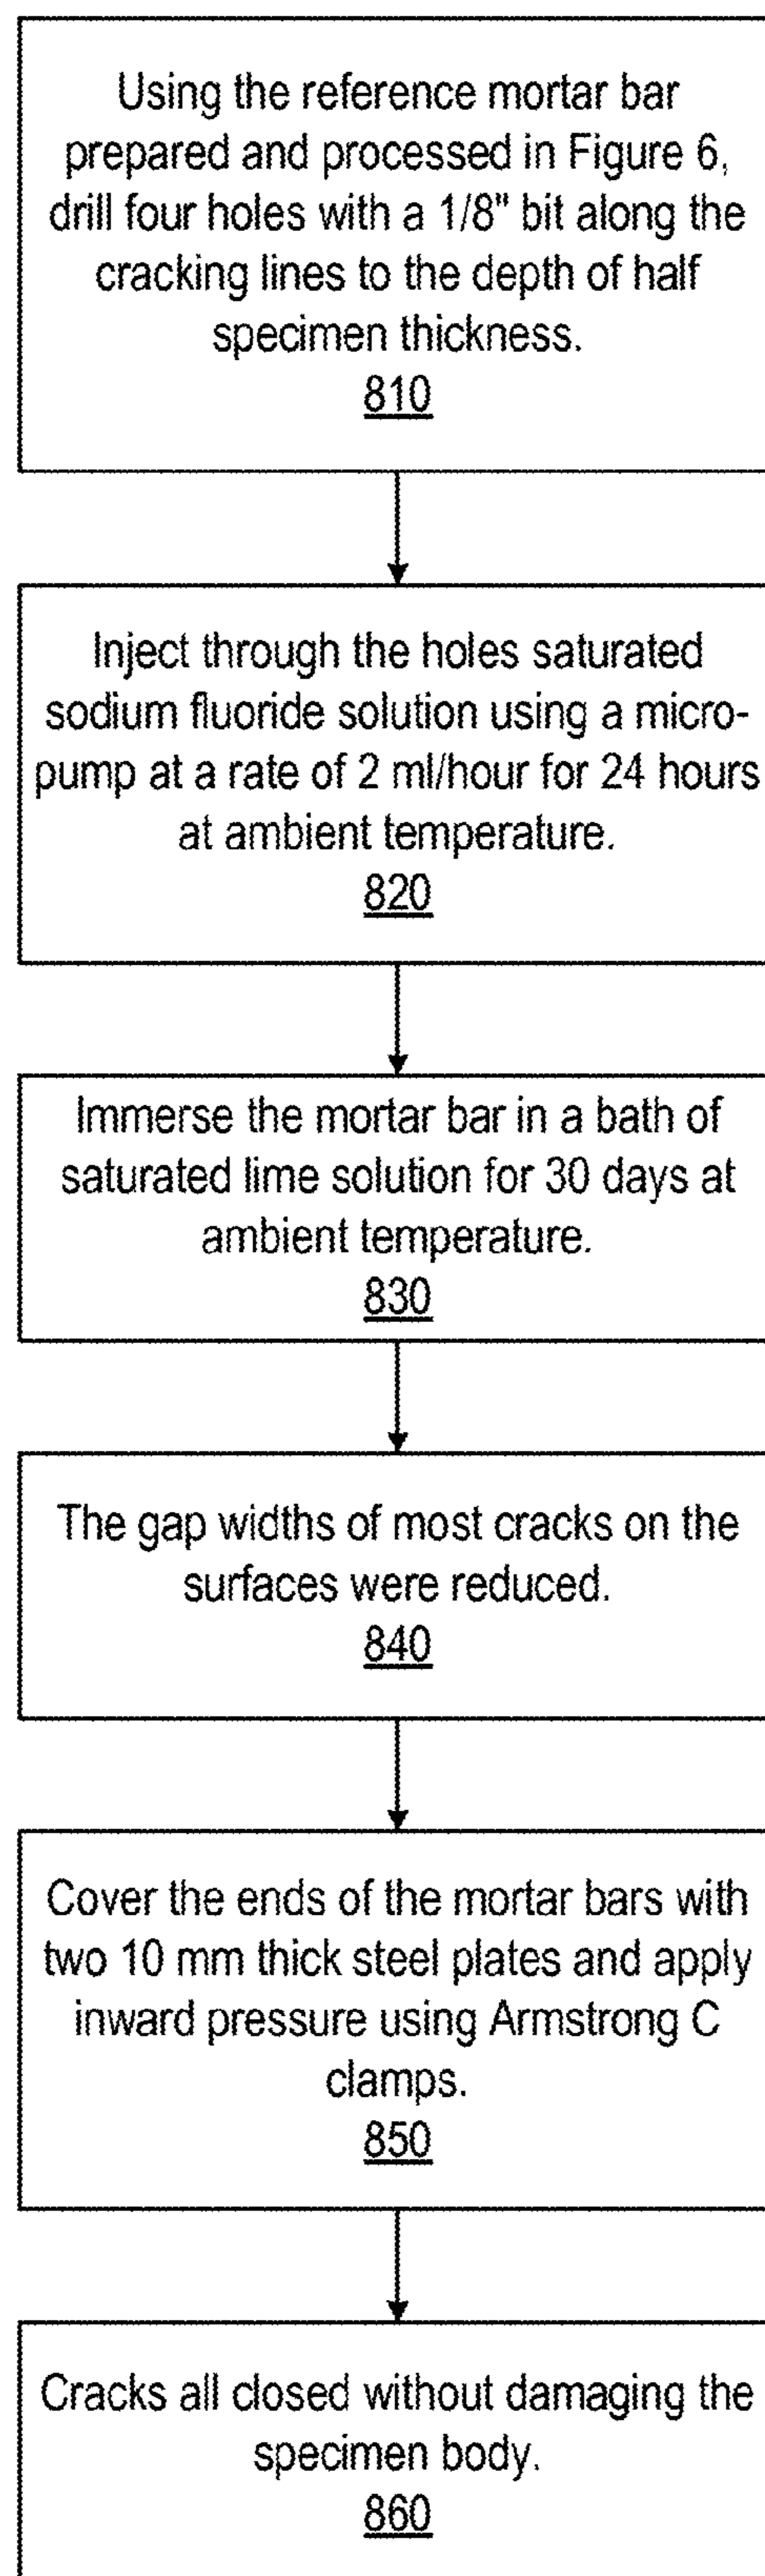 Using the reference mortar bar
prepared and processed in Figure 6,
drill four holes with a 1/8" bit along the
cracking lines to the depth of half
specimen thickness.
810
Inject through the holes saturated
sodium fluoride solution using a micro-
pump at a rate of 2 ml/hour for 24 hours
at ambient temperature.
820
Immerse the mortar bar in a bath of
saturated lime solution for 30 days at
ambient temperature.
830
The gap widths of most cracks on the
surfaces were reduced.
840
Cover the ends of the mortar bars with
two 10 mm thick steel plates and apply
inward pressure using Armstrong C
clamps.
850
Cracks all closed without damaging the
specimen body.
860